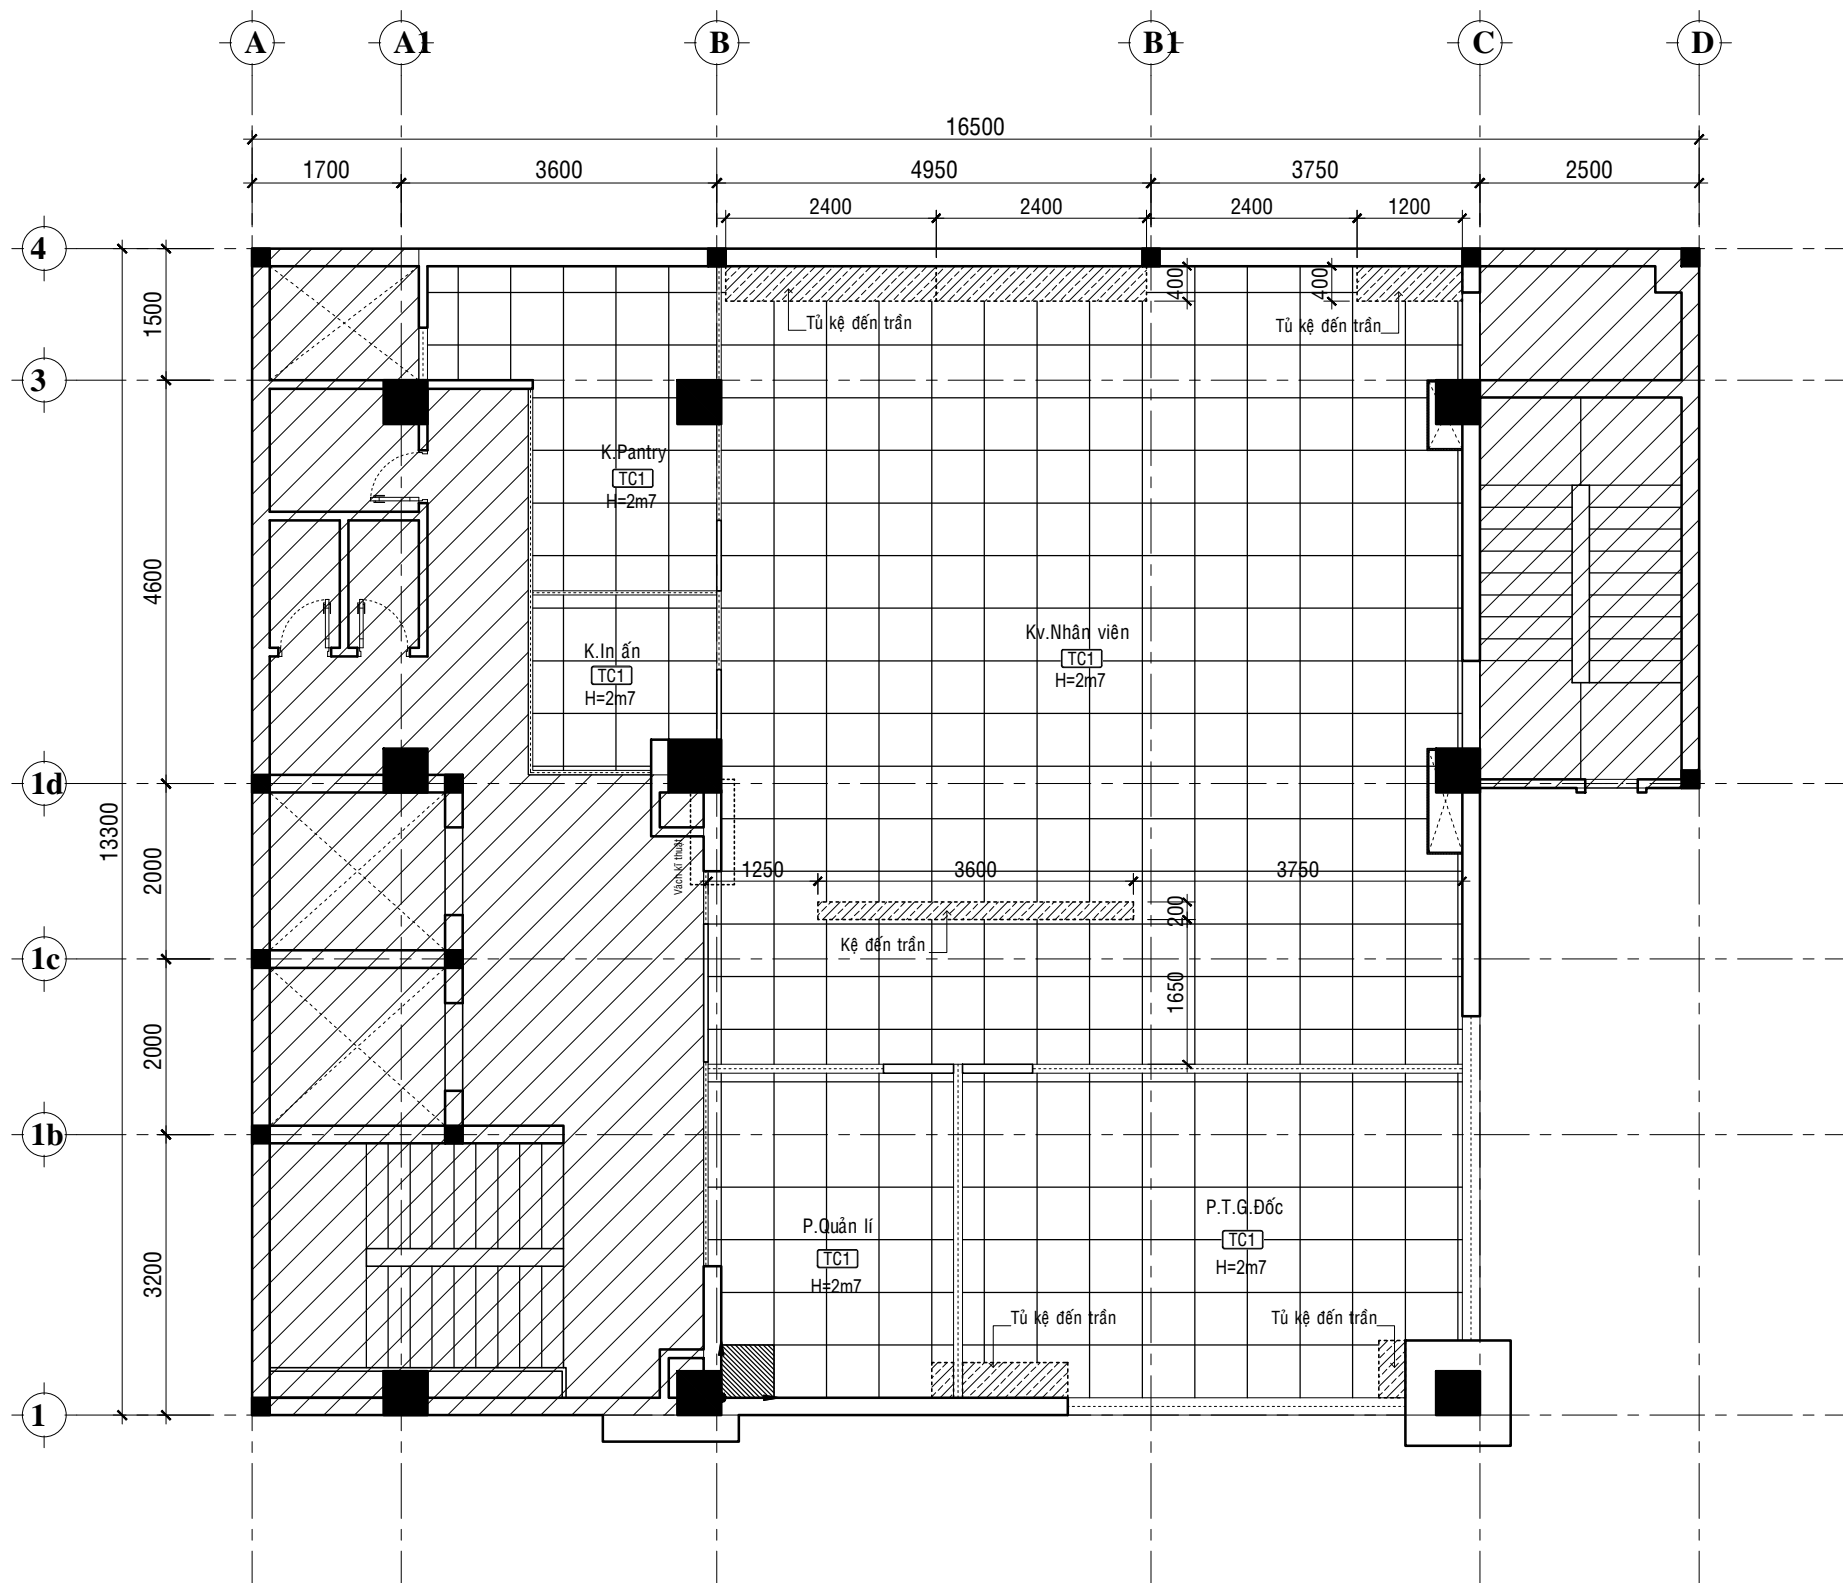 A A1 B B1 C D
16500
1700 3600 4950 3750 2500
2400 2400 2400 1200
4
3
1d
1c
1b
1
13300
1500
4600
2000
2000
3200
400
400
Tủ kệ đến trần
Tủ kệ đến trần
K.Pantry
TC1
H=2m7
K.In ấn
TC1
H=2m7
Kv.Nhân viên
TC1
H=2m7
Vách kĩ thuật
1250 3600 3750
200
Kệ đến trần
1650
P.Quản lí
TC1
H=2m7
P.T.G.Đốc
TC1
H=2m7
Tủ kệ đến trần
Tủ kệ đến trần